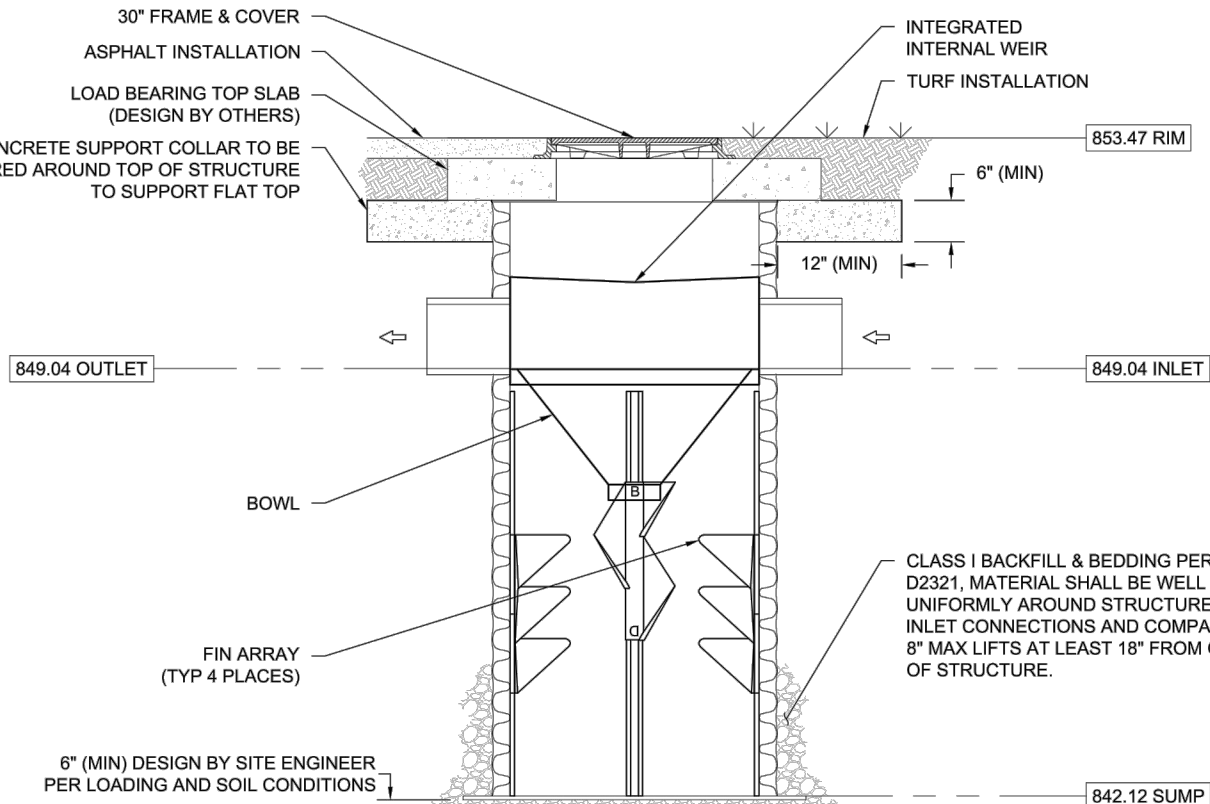 30" FRAME & COVER
ASPHALT INSTALLATION
LOAD BEARING TOP SLAB
(DESIGN BY OTHERS)
SUPPORT COLLAR TO BE
AROUND TOP OF STRUCTURE
TO SUPPORT FLAT TOP
INTEGRATED
INTERNAL WEIR
TURF INSTALLATION
853.47 RIM
6" (MIN)
12" (MIN)
849.04 OUTLET
849.04 INLET
BOWL
B
D
FIN ARRAY
(TYP 4 PLACES)
CLASS I BACKFILL & BEDDING PER
D2321, MATERIAL SHALL BE WELL
UNIFORMLY AROUND STRUCTURE
INLET CONNECTIONS AND
8" MAX LIFTS AT LEAST 18" FROM
OF STRUCTURE.
6" (MIN) DESIGN BY SITE ENGINEER
PER LOADING AND SOIL CONDITIONS
842.12 SUMP